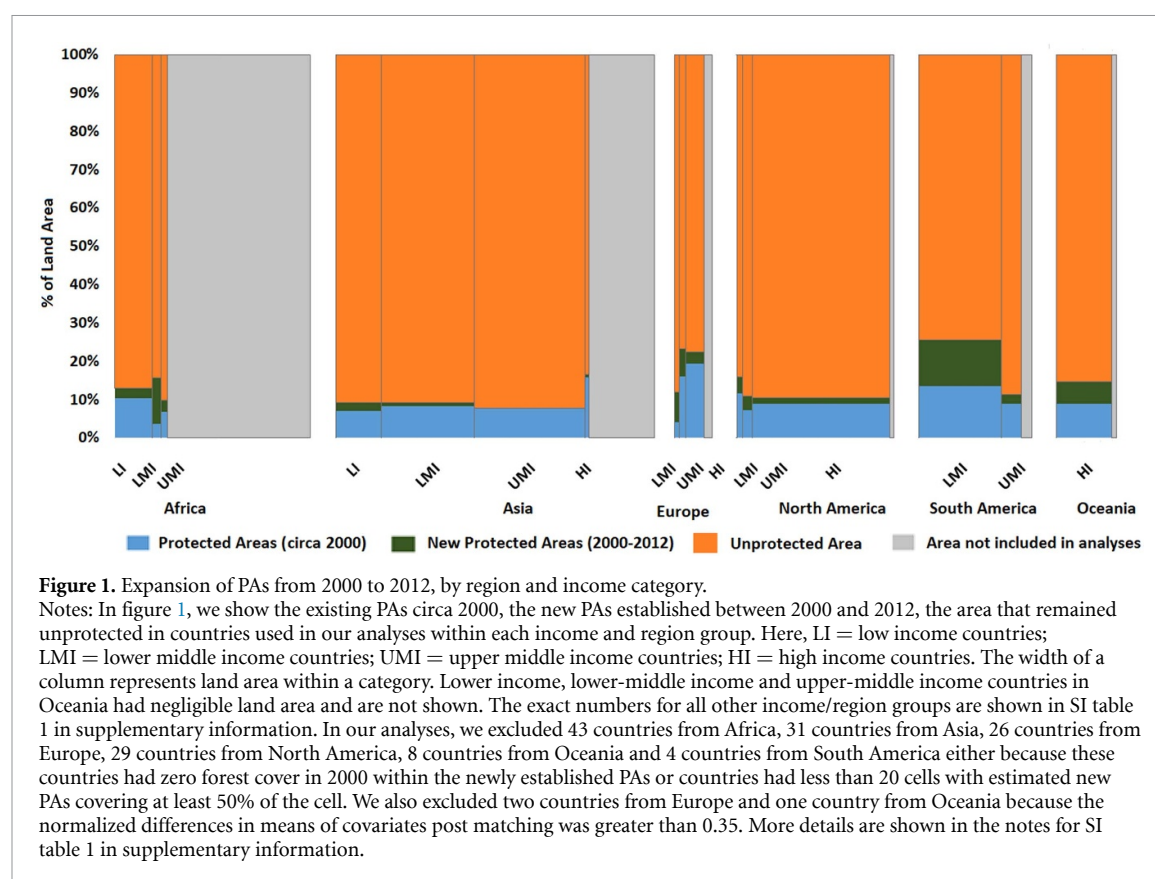 100%
90%
80%
70%
60%
50%
40%
30%
20%
10%
0%
% of Land Area
LI LMI UMI LI LMI UMI HI LMI UMI HI LMI UMI HI LMI UMI HI
Africa Asia Europe North America South America Oceania
Protected Areas (circa 2000) New Protected Areas (2000-2012) Unprotected Area Area not included in analyses
Figure 1. Expansion of PAs from 2000 to 2012, by region and income category.
Notes: In figure 1, we show the existing PAs circa 2000, the new PAs established between 2000 and 2012, the area that remained
unprotected in countries used in our analyses within each income and region group. Here, LI = low income countries;
LMI = lower middle income countries; UMI = upper middle income countries; HI = high income countries. The width of a
column represents land area within a category. Lower income, lower-middle income and upper-middle income countries in
Oceania had negligible land area and are not shown. The exact numbers for all other income/region groups are shown in SI table
1 in supplementary information. In our analyses, we excluded 43 countries from Africa, 31 countries from Asia, 26 countries from
Europe, 29 countries from North America, 8 countries from Oceania and 4 countries from South America either because these
countries had zero forest cover in 2000 within the newly established PAs or countries had less than 20 cells with estimated new
PAs covering at least 50% of the cell. We also excluded two countries from Europe and one country from Oceania because the
normalized differences in means of covariates post matching was greater than 0.35. More details are shown in the notes for SI
table 1 in supplementary information.